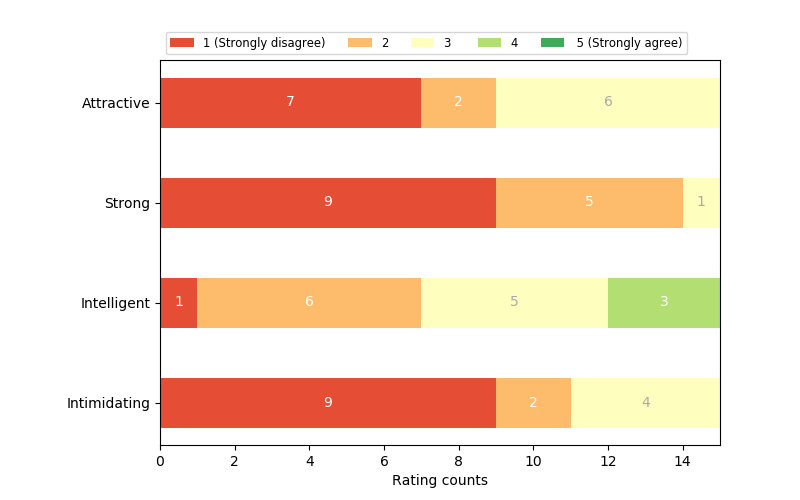 1 (Strongly disagree) 2 3 4 5 (Strongly agree)
Attractive 7 2 6
Strong 9 5 1
Intelligent 1 6 5 3
Intimidating 9 2 4
0 2 4 6 8 10 12 14
Rating counts